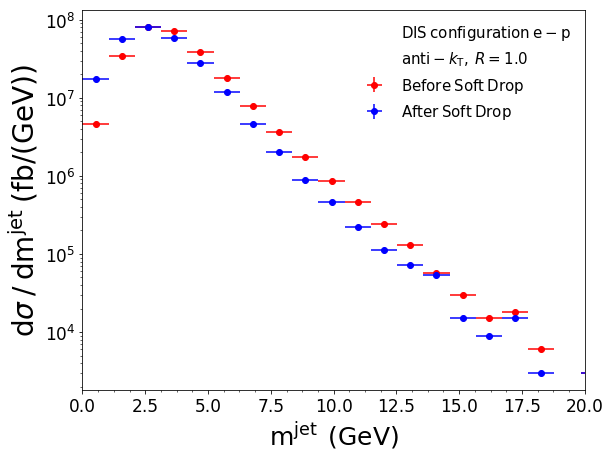 DIS configuration e − p
anti − k_T, R = 1.0
Before Soft Drop
After Soft Drop
dσ / dm^jet (fb/(GeV))
10^8
10^7
10^6
10^5
10^4
0.0 2.5 5.0 7.5 10.0 12.5 15.0 17.5 20.0
m^jet (GeV)